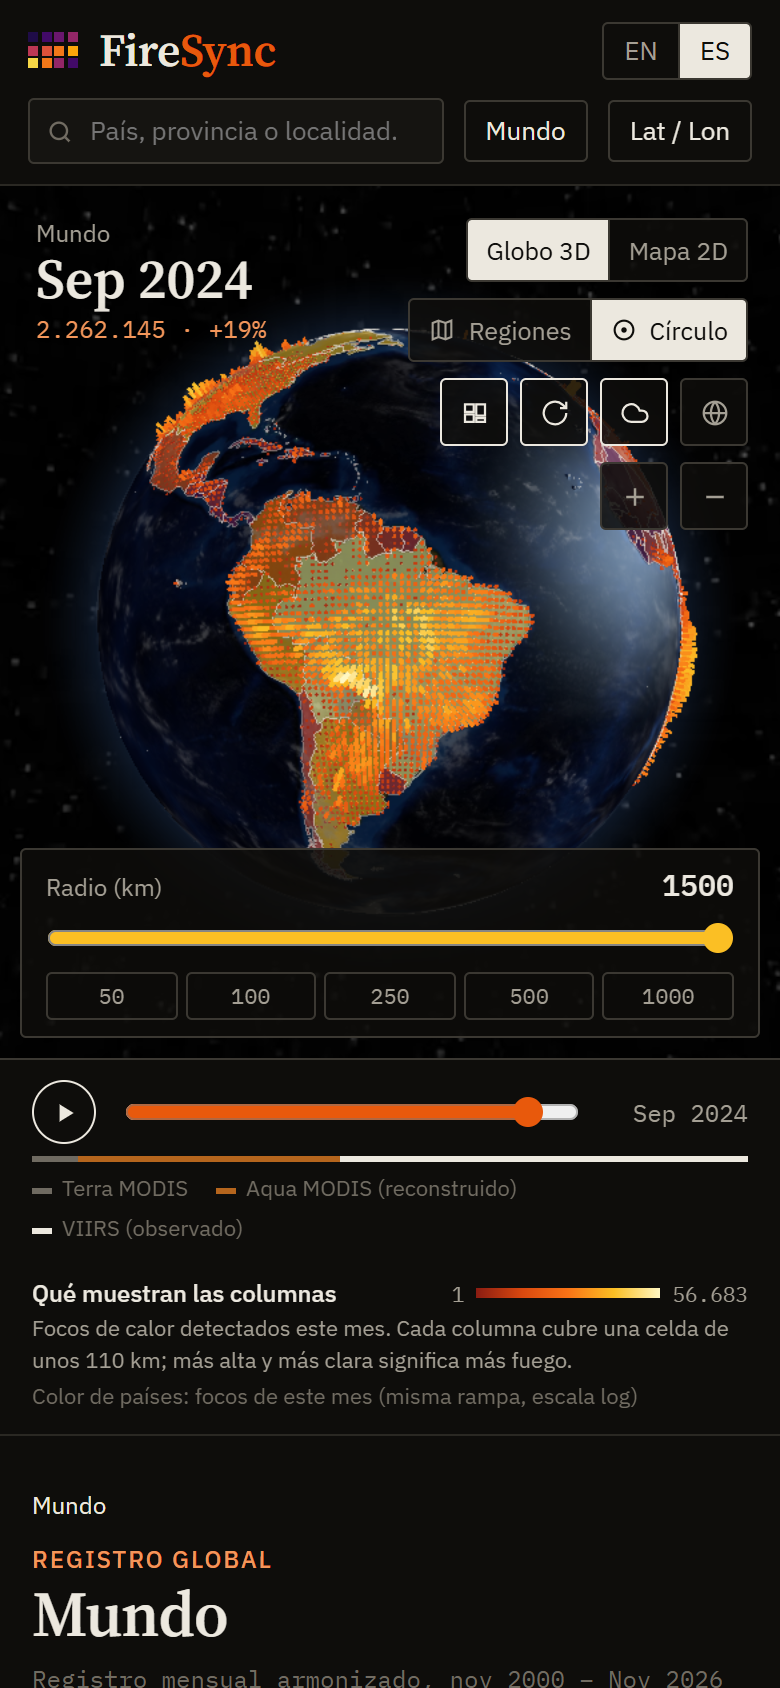 FireSync
EN
ES
País, provincia o localidad.
Mundo
Lat / Lon
Mundo
Sep 2024
2.262.145 · +19%
Globo 3D
Mapa 2D
Regiones
Círculo
Radio (km)
1500
50
100
250
500
1000
Sep 2024
Terra MODIS
Aqua MODIS (reconstruido)
VIIRS (observado)
Qué muestran las columnas
1
56.683
Focos de calor detectados este mes. Cada columna cubre una celda de
unos 110 km; más alta y más clara significa más fuego.
Color de países: focos de este mes (misma rampa, escala log)
Mundo
REGISTRO GLOBAL
Mundo
Registro mensual armonizado, nov 2000 – Nov 2026